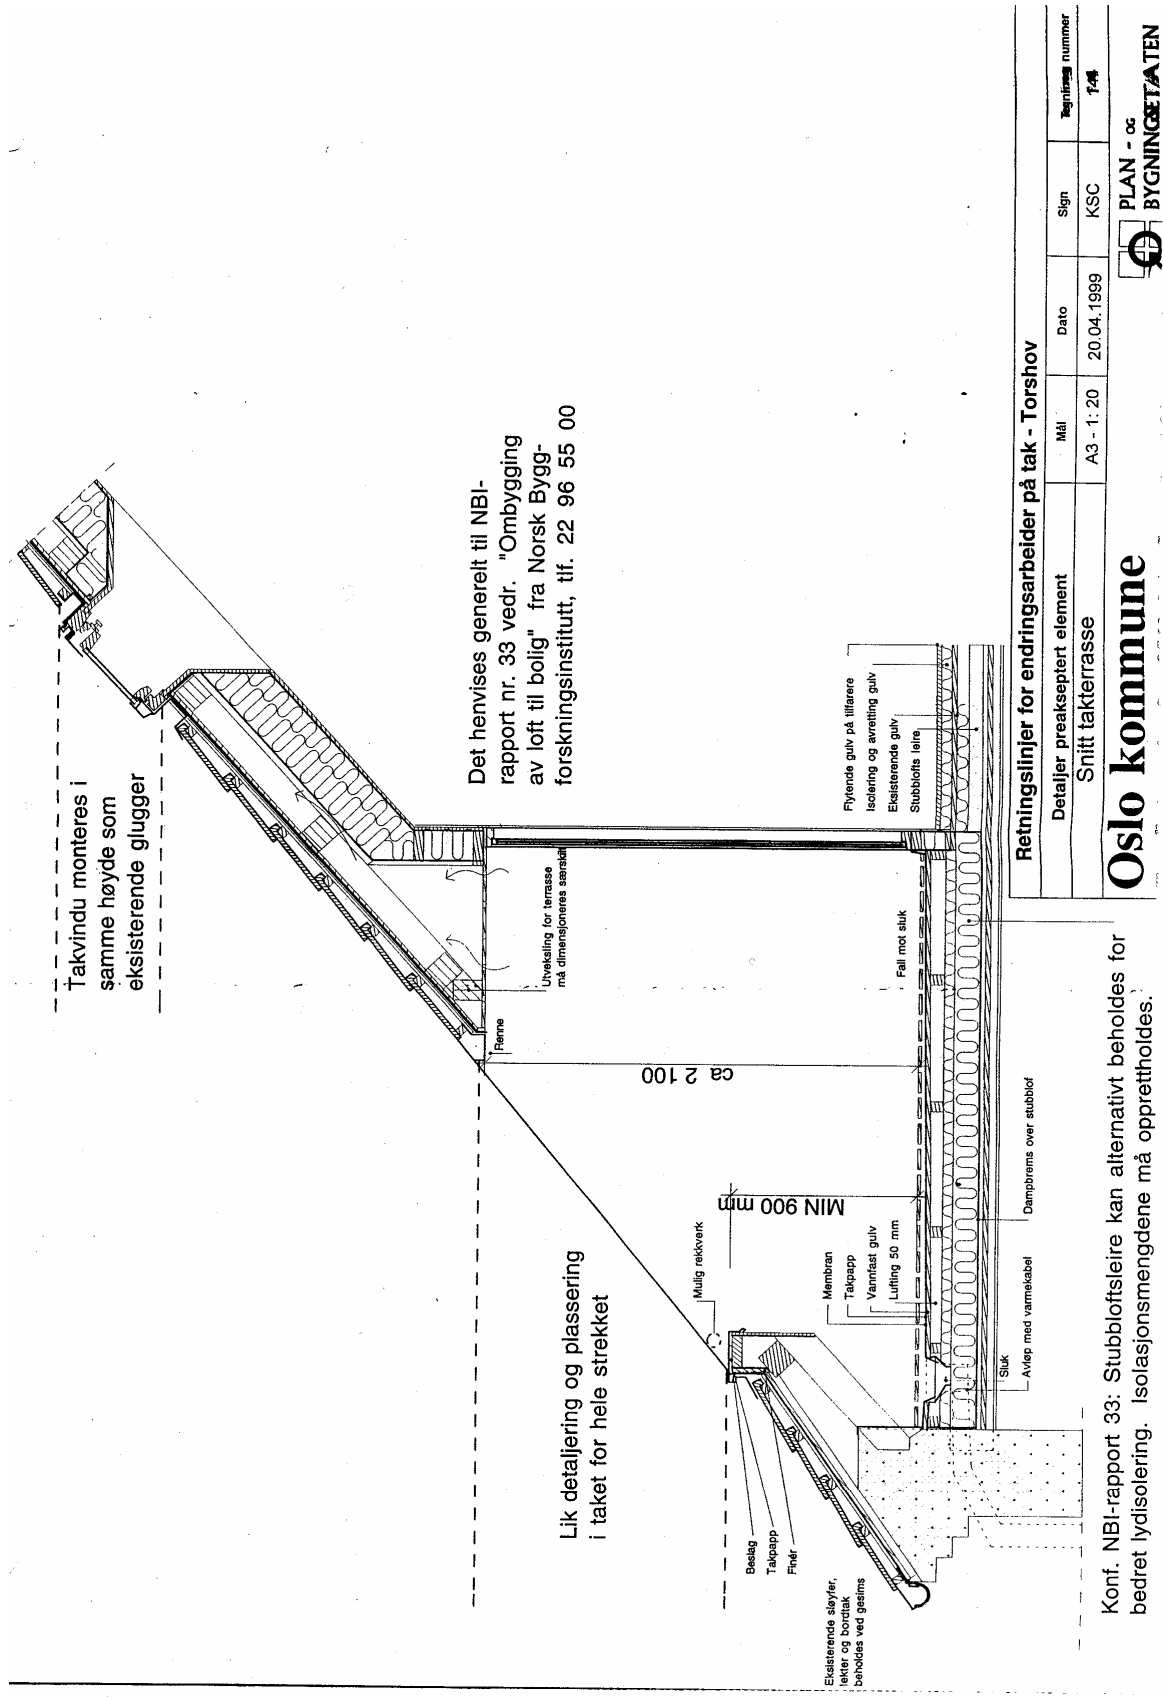 Takvindu monteres i
samme høyde som
eksisterende glugger
Det henvises generelt til NBI-
rapport nr. 33 vedr. "Ombygging
av loft til bolig" fra Norsk Bygg-
forskningsinstitutt, tlf. 22 96 55 00
Utveksling for terrasse
må dimensjoneres særskilt
Renne
ca 2 100
Lik detaljering og plassering
i taket for hele strekket
Mulig rekkverk
MIN 900 mm
Beslag
Takpapp
Finér
Eksisterende sløyfer,
lekter og bordtak
beholdes ved gesims
Membran
Takpapp
Vannfast gulv
Lufting 50 mm
Fall mot sluk
Flytende gulv på tilfarere
Isolering og avretting gulv
Eksisterende gulv
Stubblofts leire
Sluk
Avløp med varmekabel
Dampbrems over stubblof
Konf. NBI-rapport 33: Stubbloftsleire kan alternativt beholdes for
bedret lydisolering. Isolasjonsmengdene må opprettholdes.
Retningslinjer for endringsarbeider på tak - Torshov
Detaljer preakseptert element
Snitt takterrasse
Mål
A3 - 1: 20
Dato
20.04.1999
Sign
KSC
nummer
Oslo kommune
PLAN - OG
BYGNINGSETATEN